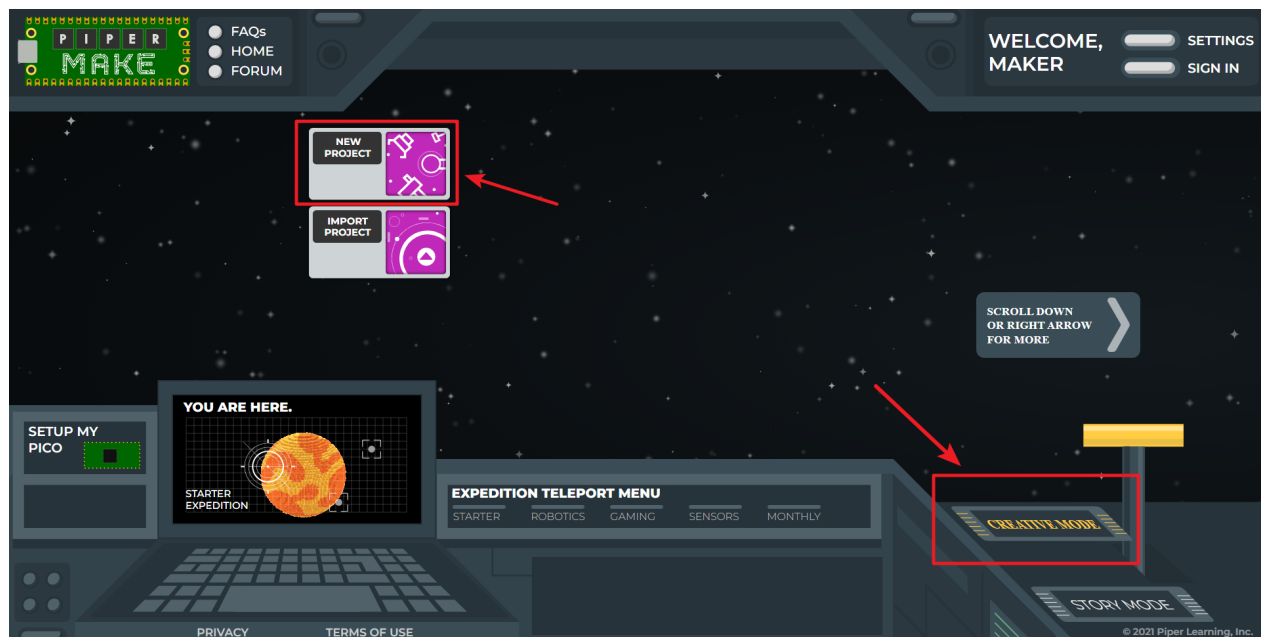 PIPER
MAKE
FAQs
HOME
FORUM
WELCOME,
MAKER
SETTINGS
SIGN IN
NEW
PROJECT
IMPORT
PROJECT
SCROLL DOWN
OR RIGHT ARROW
FOR MORE
SETUP MY
PICO
YOU ARE HERE.
STARTER
EXPEDITION
EXPEDITION TELEPORT MENU
STARTER
ROBOTICS
GAMING
SENSORS
MONTHLY
CREATIVE MODE
STORY MODE
PRIVACY
TERMS OF USE
© 2021 Piper Learning, Inc.